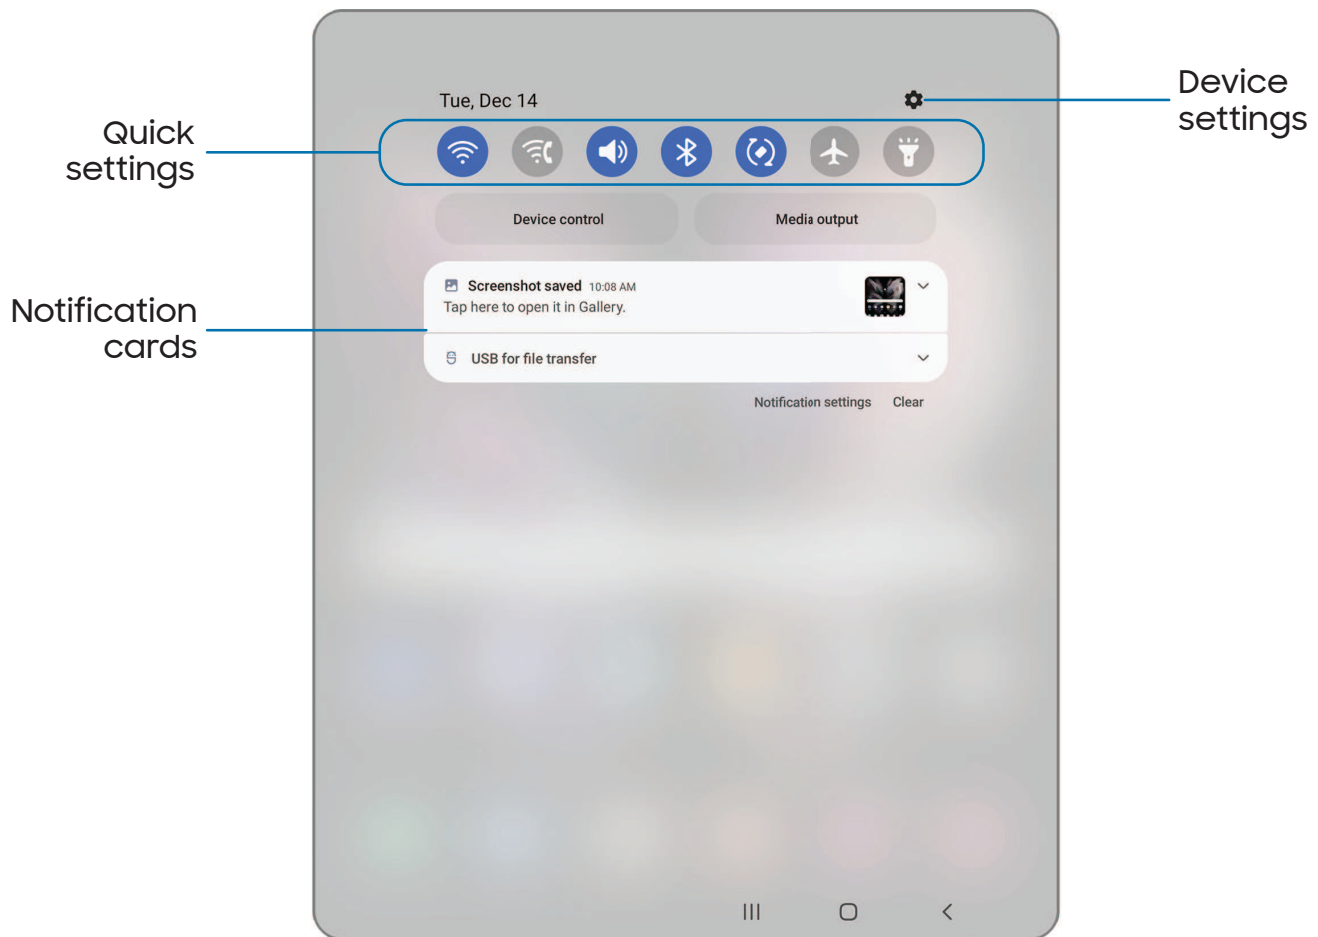 Tue, Dec 14
Device
settings
Quick
settings
Device control
Media output
Screenshot saved 10:08 AM
Tap here to open it in Gallery.
Notification
cards
USB for file transfer
Notification settings
Clear